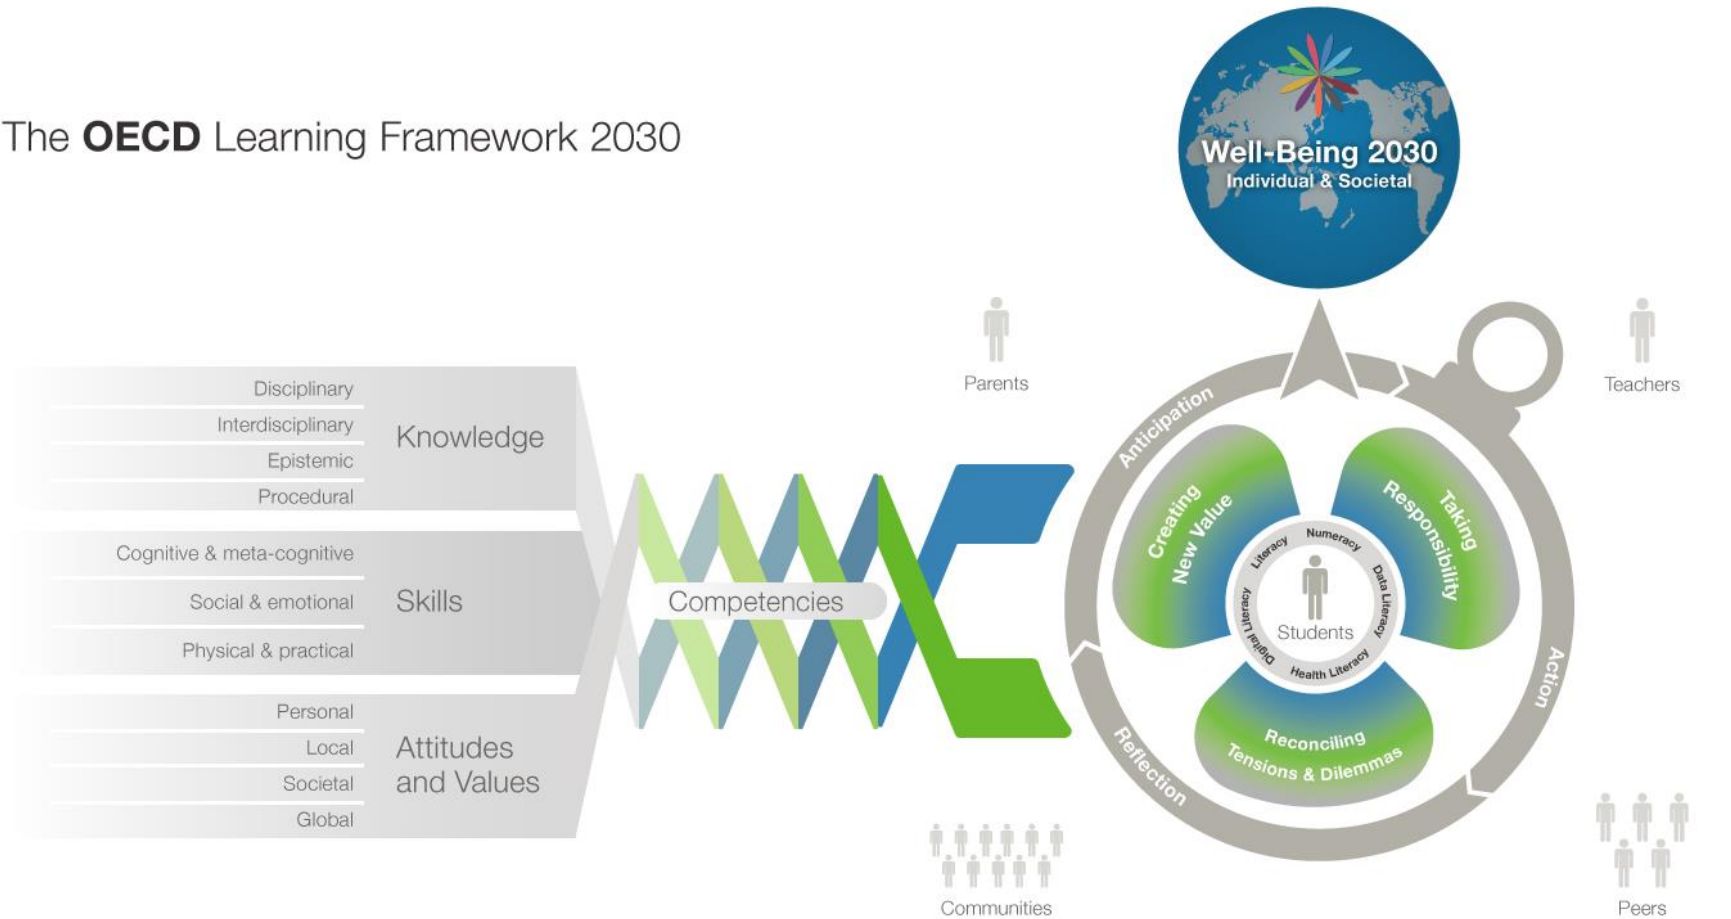 The OECD Learning Framework 2030
Well-Being 2030
Individual & Societal
Disciplinary
Interdisciplinary
Epistemic
Procedural
Knowledge
Cognitive & meta-cognitive
Social & emotional
Physical & practical
Skills
Personal
Local
Societal
Global
Attitudes
and Values
Competencies
Parents
Teachers
Anticipation
Action
Reflection
Creating
New Value
Taking
Responsibility
Reconciling
Tensions & Dilemmas
Literacy
Numeracy
Data Literacy
Health Literacy
Digital Literacy
Students
Communities
Peers